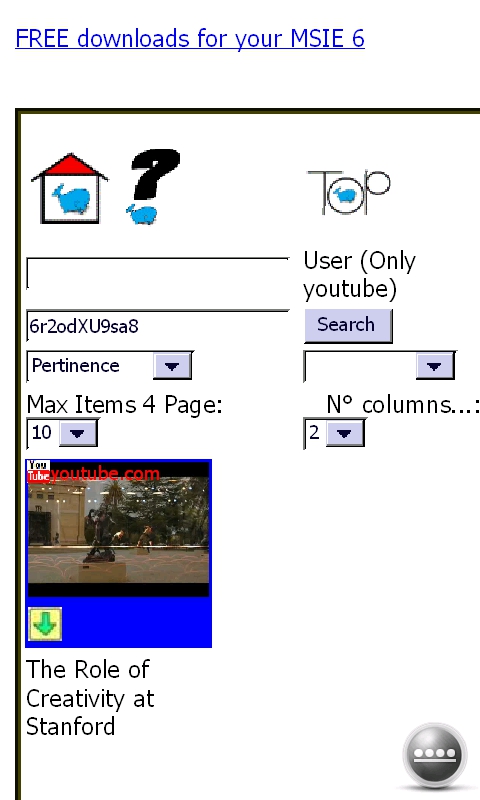 FREE downloads for your MSIE 6
?
TOP
User (Only
youtube)
6r2odXU9sa8
Search
Pertinence
Max Items 4 Page:
N° columns...:
10
2
You
Tube
youtube.com
The Role of
Creativity at
Stanford